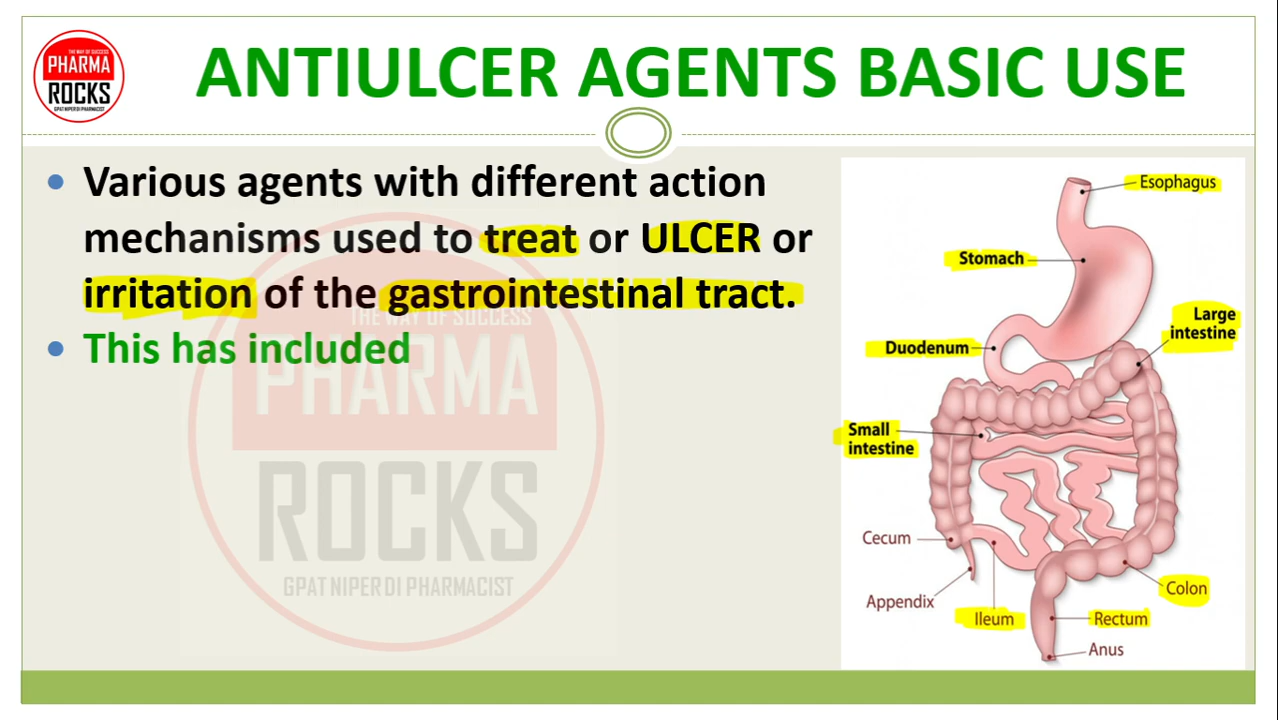 THE WAY OF SUCCESS
PHARMA
ROCKS
GPAT NIPER DI PHARMACIST
ANTIULCER AGENTS BASIC USE
• Various agents with different action
mechanisms used to treat or ULCER or
irritation of the gastrointestinal tract.
• This has included
THE WAY OF SUCCESS
PHARMA
ROCKS
GPAT NIPER DI PHARMACIST
Esophagus
Stomach
Large
intestine
Duodenum
Small
intestine
Cecum
Appendix
Ileum
Colon
Rectum
Anus